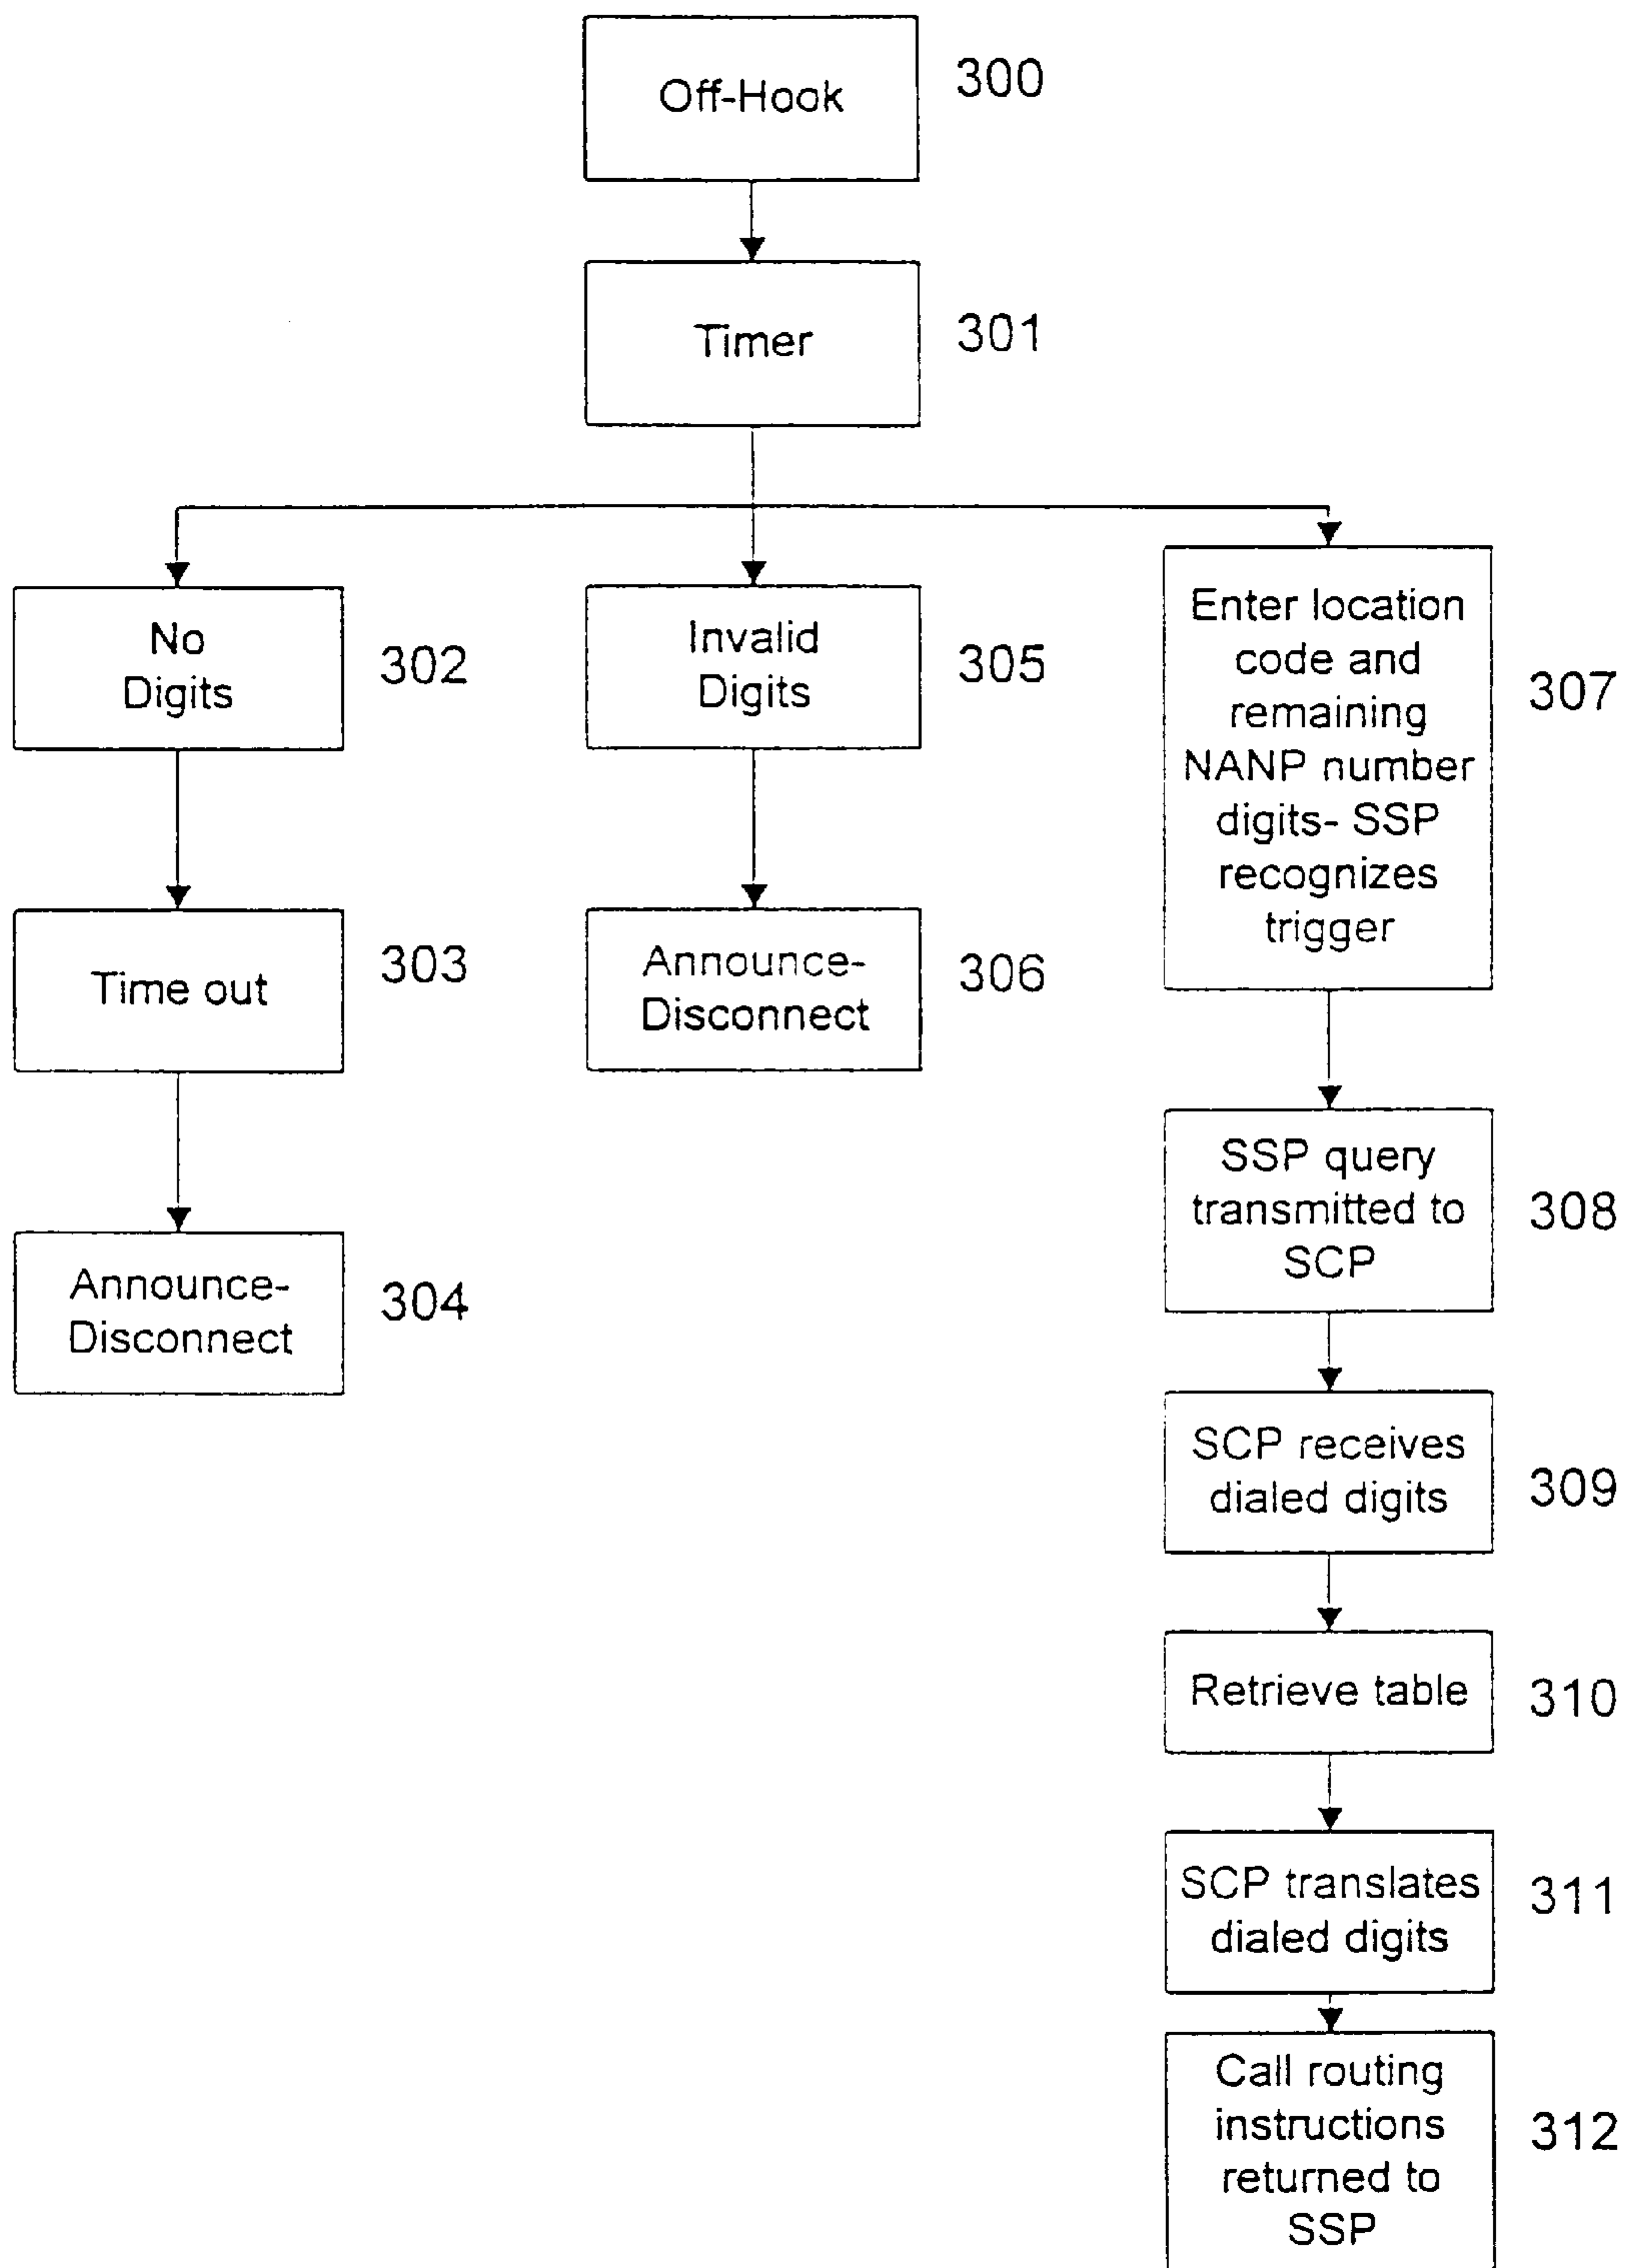 Off-Hook
300
Timer
301
No
Digits
302
Invalid
Digits
305
Enter location
code and
remaining
NANP number
digits- SSP
recognizes
trigger
307
Time out
303
Announce-
Disconnect
306
Announce-
Disconnect
304
SSP query
transmitted to
SCP
308
SCP receives
dialed digits
309
Retrieve table
310
SCP translates
dialed digits
311
Call routing
instructions
returned to
SSP
312